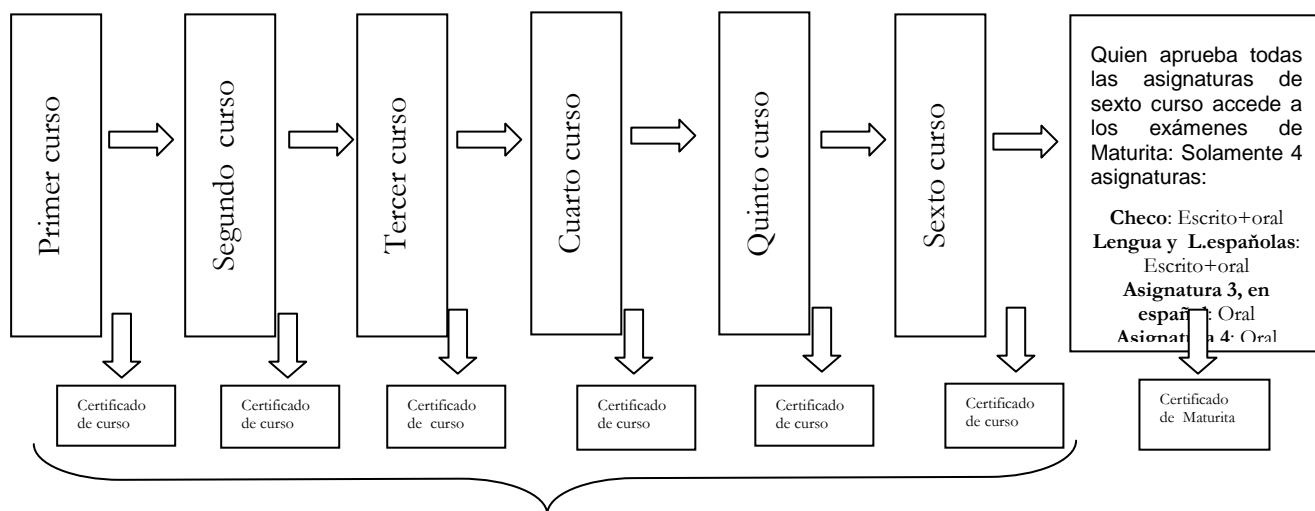 Primer curso
Segundo curso
Tercer curso
Cuarto curso
Quinto curso
Sexto curso
Quien aprueba todas
las asignaturas de
sexto curso accede a
los exámenes de
Maturita: Solamente 4
asignaturas:
Checo: Escrito+oral
Lengua y L.españolas:
Escrito+oral
Asignatura 3, en
español: Oral
Asignatura 4: Oral
Certificado
de curso
Certificado
de curso
Certificado
de curso
Certificado
de curso
Certificado
de curso
Certificado
de curso
Certificado
de Maturita